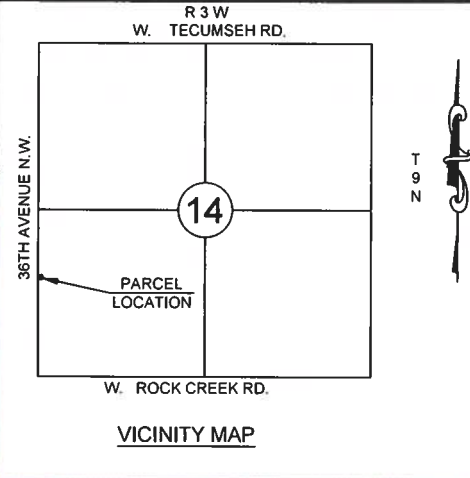 R 3 W
W. TECUMSEH RD.
36TH AVENUE N.W.
14
T
9
N
PARCEL
LOCATION
W. ROCK CREEK RD.
VICINITY MAP